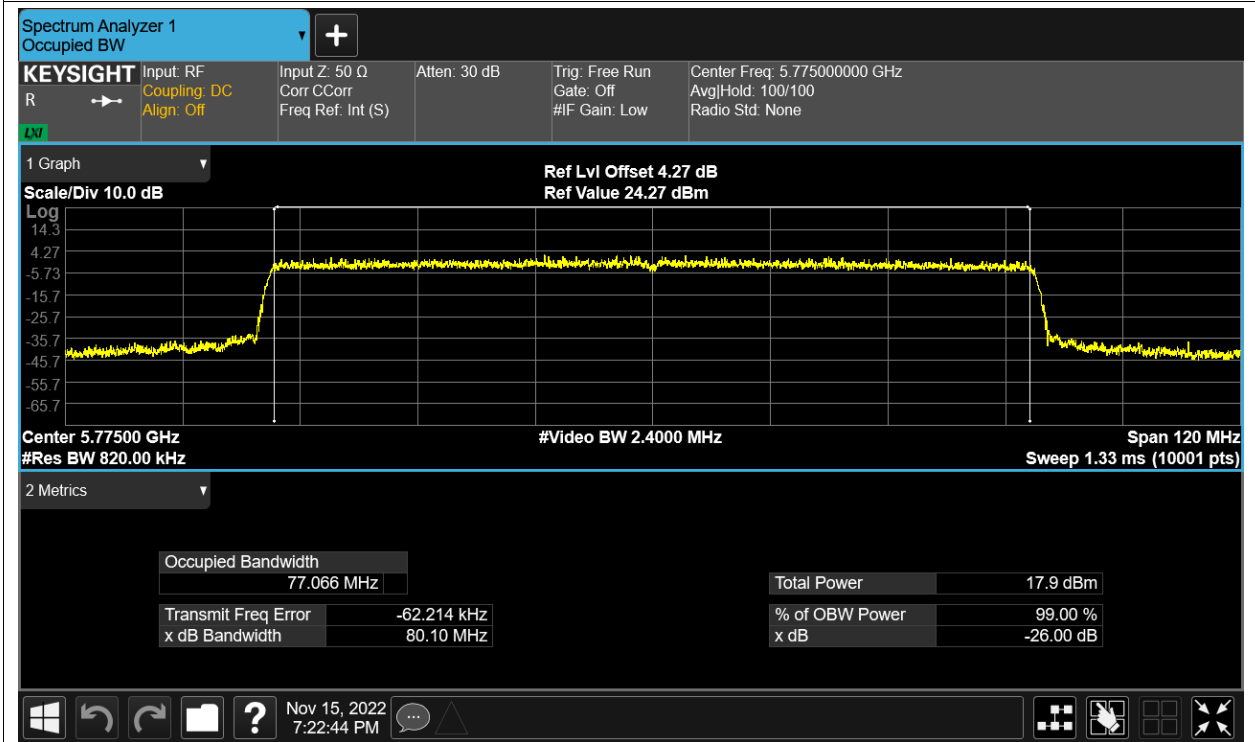 Spectrum Analyzer 1
Occupied BW
KEYSIGHT
R
LXI
Input: RF
Coupling: DC
Align: Off
Input Z: 50 Ω
Corr CCorr
Freq Ref: Int (S)
Atten: 30 dB
Trig: Free Run
Gate: Off
#IF Gain: Low
Center Freq: 5.775000000 GHz
Avg|Hold: 100/100
Radio Std: None
1 Graph
Scale/Div 10.0 dB
Ref Lvl Offset 4.27 dB
Ref Value 24.27 dBm
Log
14.3
4.27
-5.73
-15.7
-25.7
-35.7
-45.7
-55.7
-65.7
Center 5.77500 GHz
#Video BW 2.4000 MHz
Span 120 MHz
#Res BW 820.00 kHz
Sweep 1.33 ms (10001 pts)
2 Metrics
Occupied Bandwidth
77.066 MHz
Total Power 17.9 dBm
Transmit Freq Error -62.214 kHz
% of OBW Power 99.00 %
x dB Bandwidth 80.10 MHz
x dB -26.00 dB
?
Nov 15, 2022
7:22:44 PM